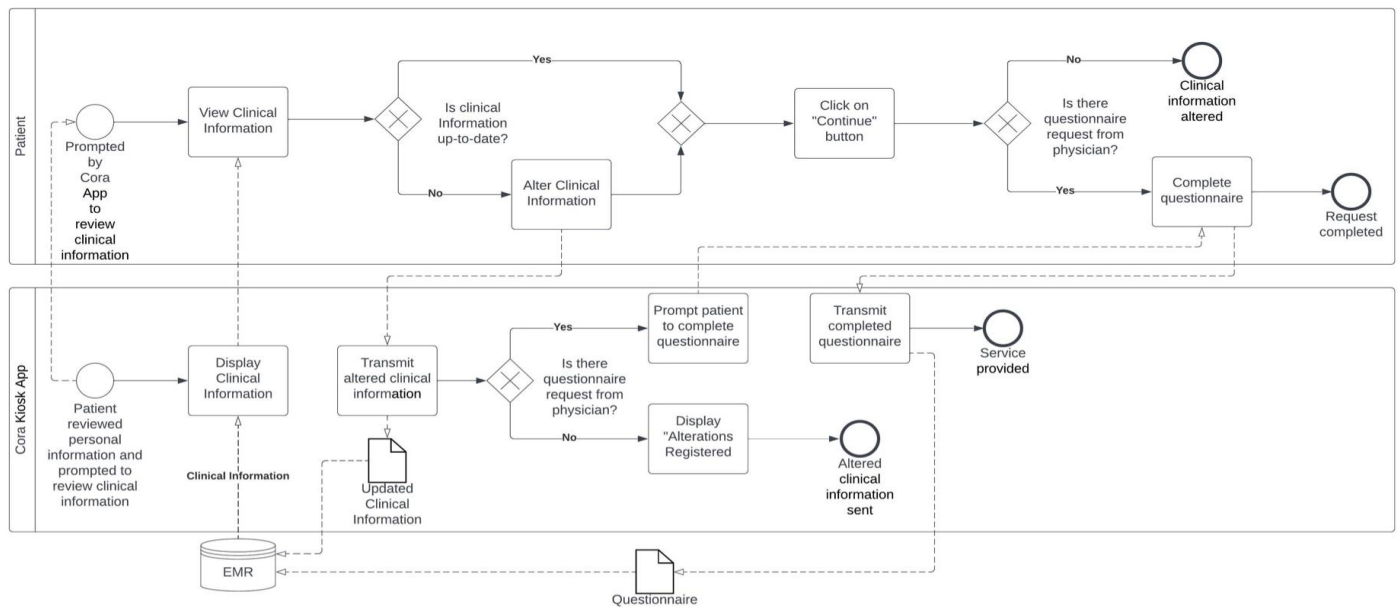 Patient
Prompted
by
Cora
App
to
review
clinical
information
View Clinical
Information
Is clinical
Information
up-to-date?
Yes
No
Alter Clinical
Information
Click on
"Continue"
button
Is there
questionnaire
request from
physician?
No
Clinical
information
altered
Yes
Complete
questionnaire
Request
completed
Cora Kiosk App
Patient
reviewed
personal
information and
prompted to
review clinical
information
Display
Clinical
Information
Clinical Information
EMR
Transmit
altered clinical
information
Updated
Clinical
Information
Is there
questionnaire
request from
physician?
Yes
Prompt patient
to complete
questionnaire
No
Display
"Alterations
Registered
Altered
clinical
information
sent
Transmit
completed
questionnaire
Service
provided
Questionnaire